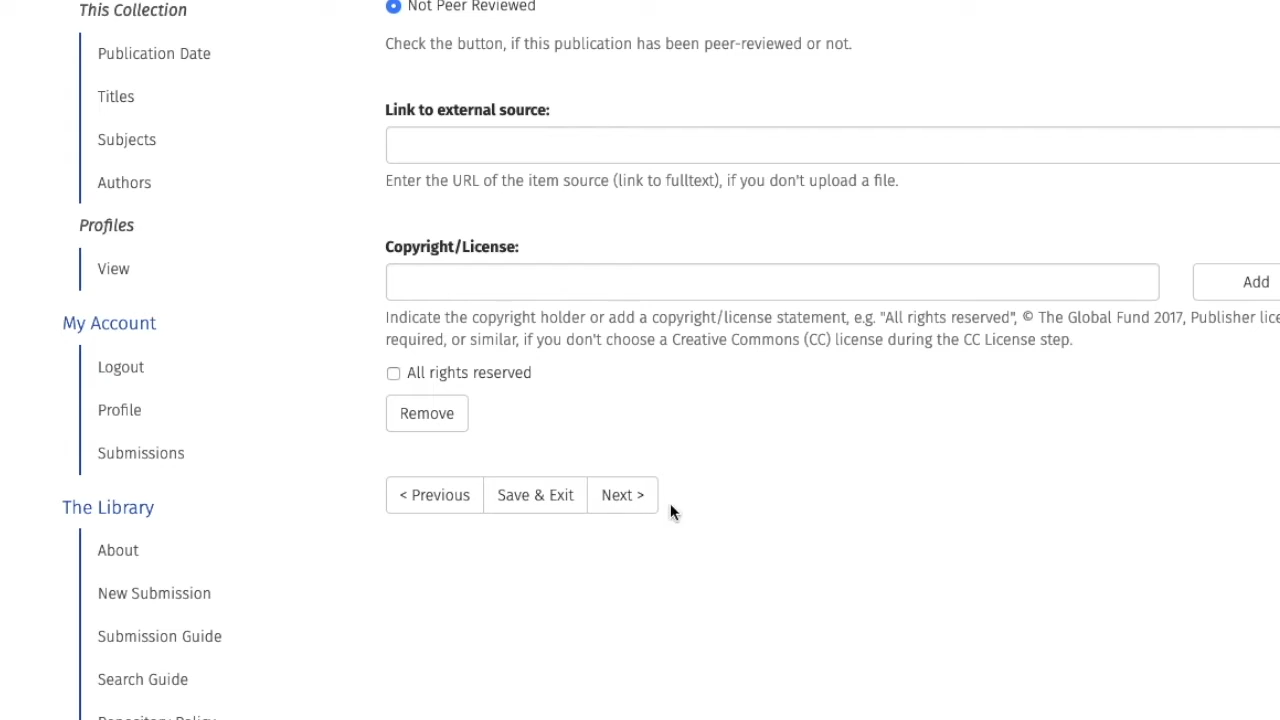 This Collection
Publication Date
Titles
Subjects
Authors
Profiles
View
My Account
Logout
Profile
Submissions
The Library
About
New Submission
Submission Guide
Search Guide
Repository Policy
Not Peer Reviewed
Check the button, if this publication has been peer-reviewed or not.
Link to external source:
Enter the URL of the item source (link to fulltext), if you don't upload a file.
Copyright/License:
Add
Indicate the copyright holder or add a copyright/license statement, e.g. "All rights reserved", © The Global Fund 2017, Publisher lice
required, or similar, if you don't choose a Creative Commons (CC) license during the CC License step.
All rights reserved
Remove
< Previous
Save & Exit
Next >